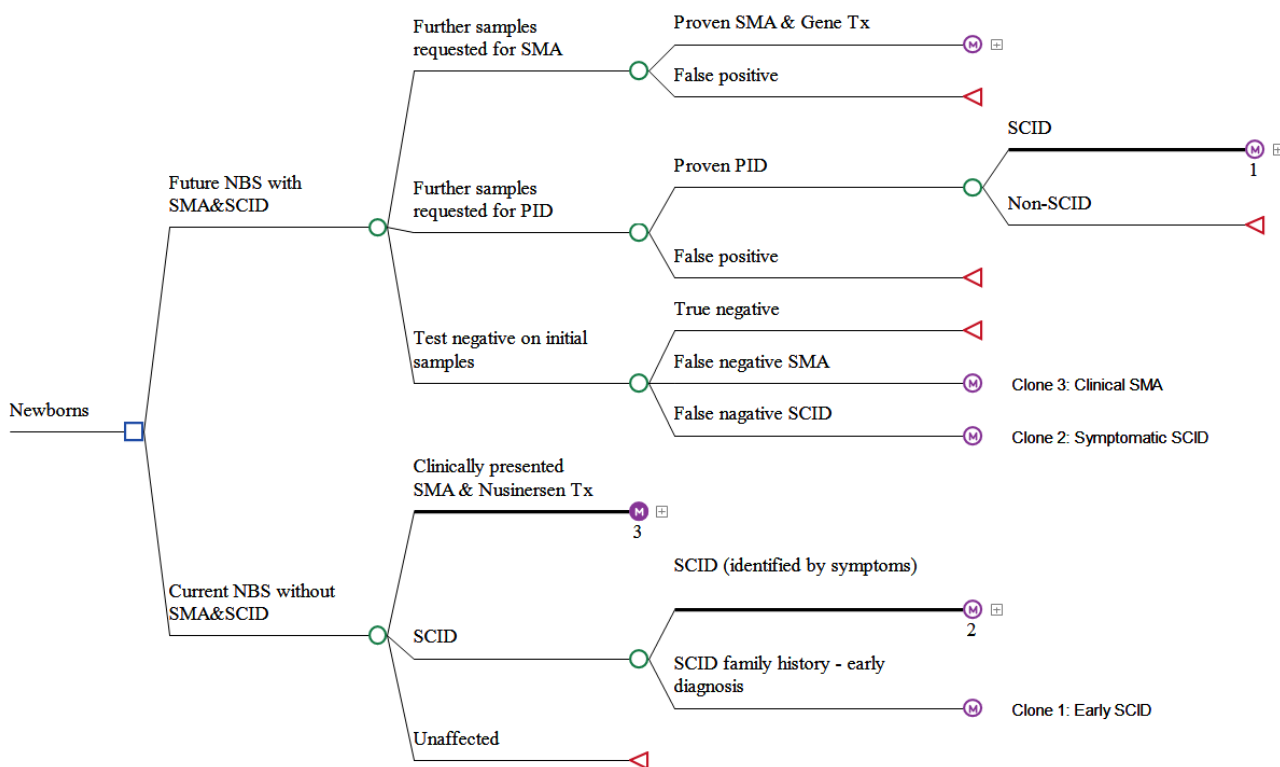 Further samples
requested for SMA
Proven SMA & Gene Tx
M
False positive
SCID
M
1
Future NBS with
SMA&SCID
Further samples
requested for PID
Proven PID
Non-SCID
False positive
True negative
Test negative on initial
samples
False negative SMA
M
Clone 3: Clinical SMA
Newborns
False nagative SCID
M
Clone 2: Symptomatic SCID
Clinically presented
SMA & Nusinersen Tx
M
3
SCID (identified by symptoms)
M
2
Current NBS without
SMA&SCID
SCID
SCID family history - early
diagnosis
M
Clone 1: Early SCID
Unaffected